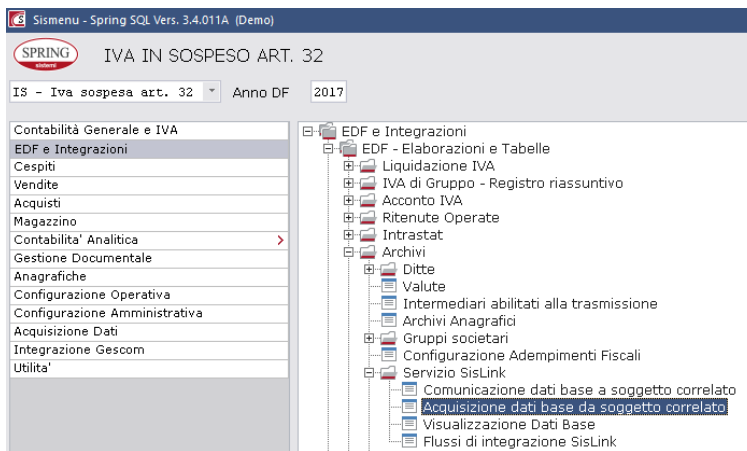 Sismenu - Spring SQL Vers. 3.4.011A (Demo)
SPRING
sistemi
IVA IN SOSPESO ART. 32
IS - Iva sospesa art. 32
Anno DF
2017
Contabilità Generale e IVA
EDF e Integrazioni
Cespiti
Vendite
Acquisti
Magazzino
Contabilita' Analitica
Gestione Documentale
Anagrafiche
Configurazione Operativa
Configurazione Amministrativa
Acquisizione Dati
Integrazione Gescom
Utilita'
EDF e Integrazioni
EDF - Elaborazioni e Tabelle
Liquidazione IVA
IVA di Gruppo - Registro riassuntivo
Acconto IVA
Ritenute Operate
Intrastat
Archivi
Ditte
Valute
Intermediari abilitati alla trasmissione
Archivi Anagrafici
Gruppi societari
Configurazione Adempimenti Fiscali
Servizio SisLink
Comunicazione dati base a soggetto correlato
Acquisizione dati base da soggetto correlato
Visualizzazione Dati Base
Flussi di integrazione SisLink